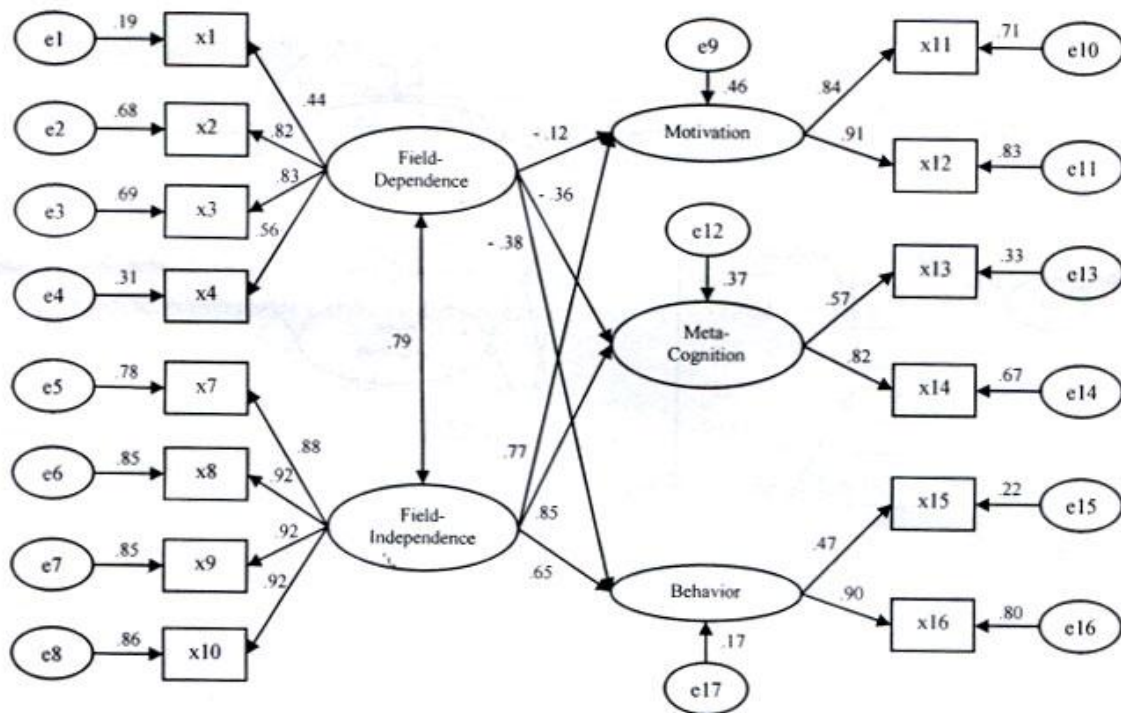 e1
.19
x1
e2
.68
x2
e3
.69
x3
e4
.31
x4
e5
.78
x7
e6
.85
x8
e7
.85
x9
e8
.86
x10
.44
.82
.83
.56
.88
.92
.92
.92
Field-
Dependence
.79
Field-
Independence
- .12
- .36
- .38
.77
.85
.65
e9
.46
Motivation
e12
.37
Meta-
Cognition
Behavior
.17
e17
.84
.91
.57
.82
.47
.90
x11
.71
e10
x12
.83
e11
x13
.33
e13
x14
.67
e14
x15
.22
e15
x16
.80
e16